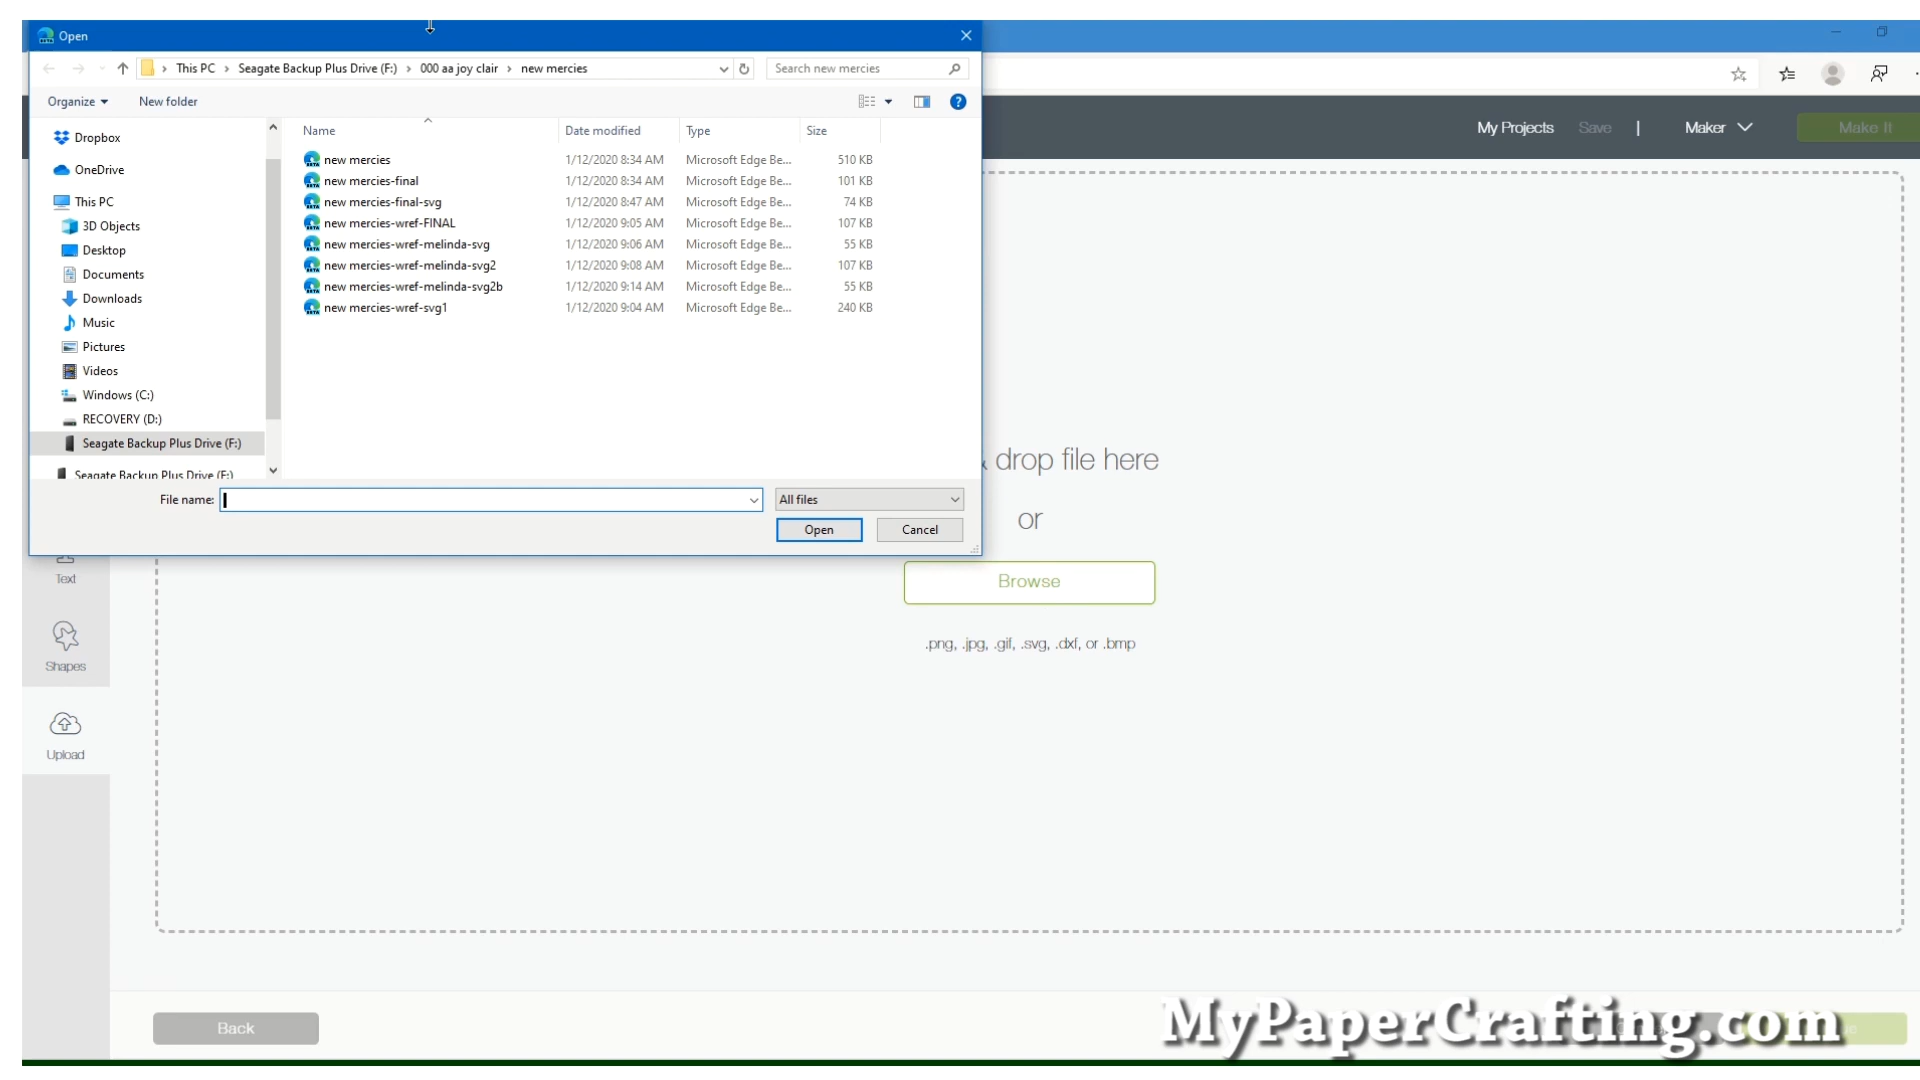 Open
This PC › Seagate Backup Plus Drive (F:) › 000 aa joy clair › new mercies
Search new mercies
Organize
New folder
Name Date modified Type Size
Dropbox
OneDrive
This PC
3D Objects
Desktop
Documents
Downloads
Music
Pictures
Videos
Windows (C:)
RECOVERY (D:)
Seagate Backup Plus Drive (F:)
Seagate Backup Plus Drive (F:)
new mercies 1/12/2020 8:34 AM Microsoft Edge Be... 510 KB
new mercies-final 1/12/2020 8:34 AM Microsoft Edge Be... 101 KB
new mercies-final-svg 1/12/2020 8:47 AM Microsoft Edge Be... 74 KB
new mercies-wref-FINAL 1/12/2020 9:05 AM Microsoft Edge Be... 107 KB
new mercies-wref-melinda-svg 1/12/2020 9:06 AM Microsoft Edge Be... 55 KB
new mercies-wref-melinda-svg2 1/12/2020 9:08 AM Microsoft Edge Be... 107 KB
new mercies-wref-melinda-svg2b 1/12/2020 9:14 AM Microsoft Edge Be... 55 KB
new mercies-wref-svg1 1/12/2020 9:04 AM Microsoft Edge Be... 240 KB
File name:
All files
Open Cancel
My Projects Save | Maker Make It
drop file here
or
Browse
.png, .jpg, .gif, .svg, .dxf, or .bmp
Text
Shapes
Upload
Back
MyPaperCrafting.com